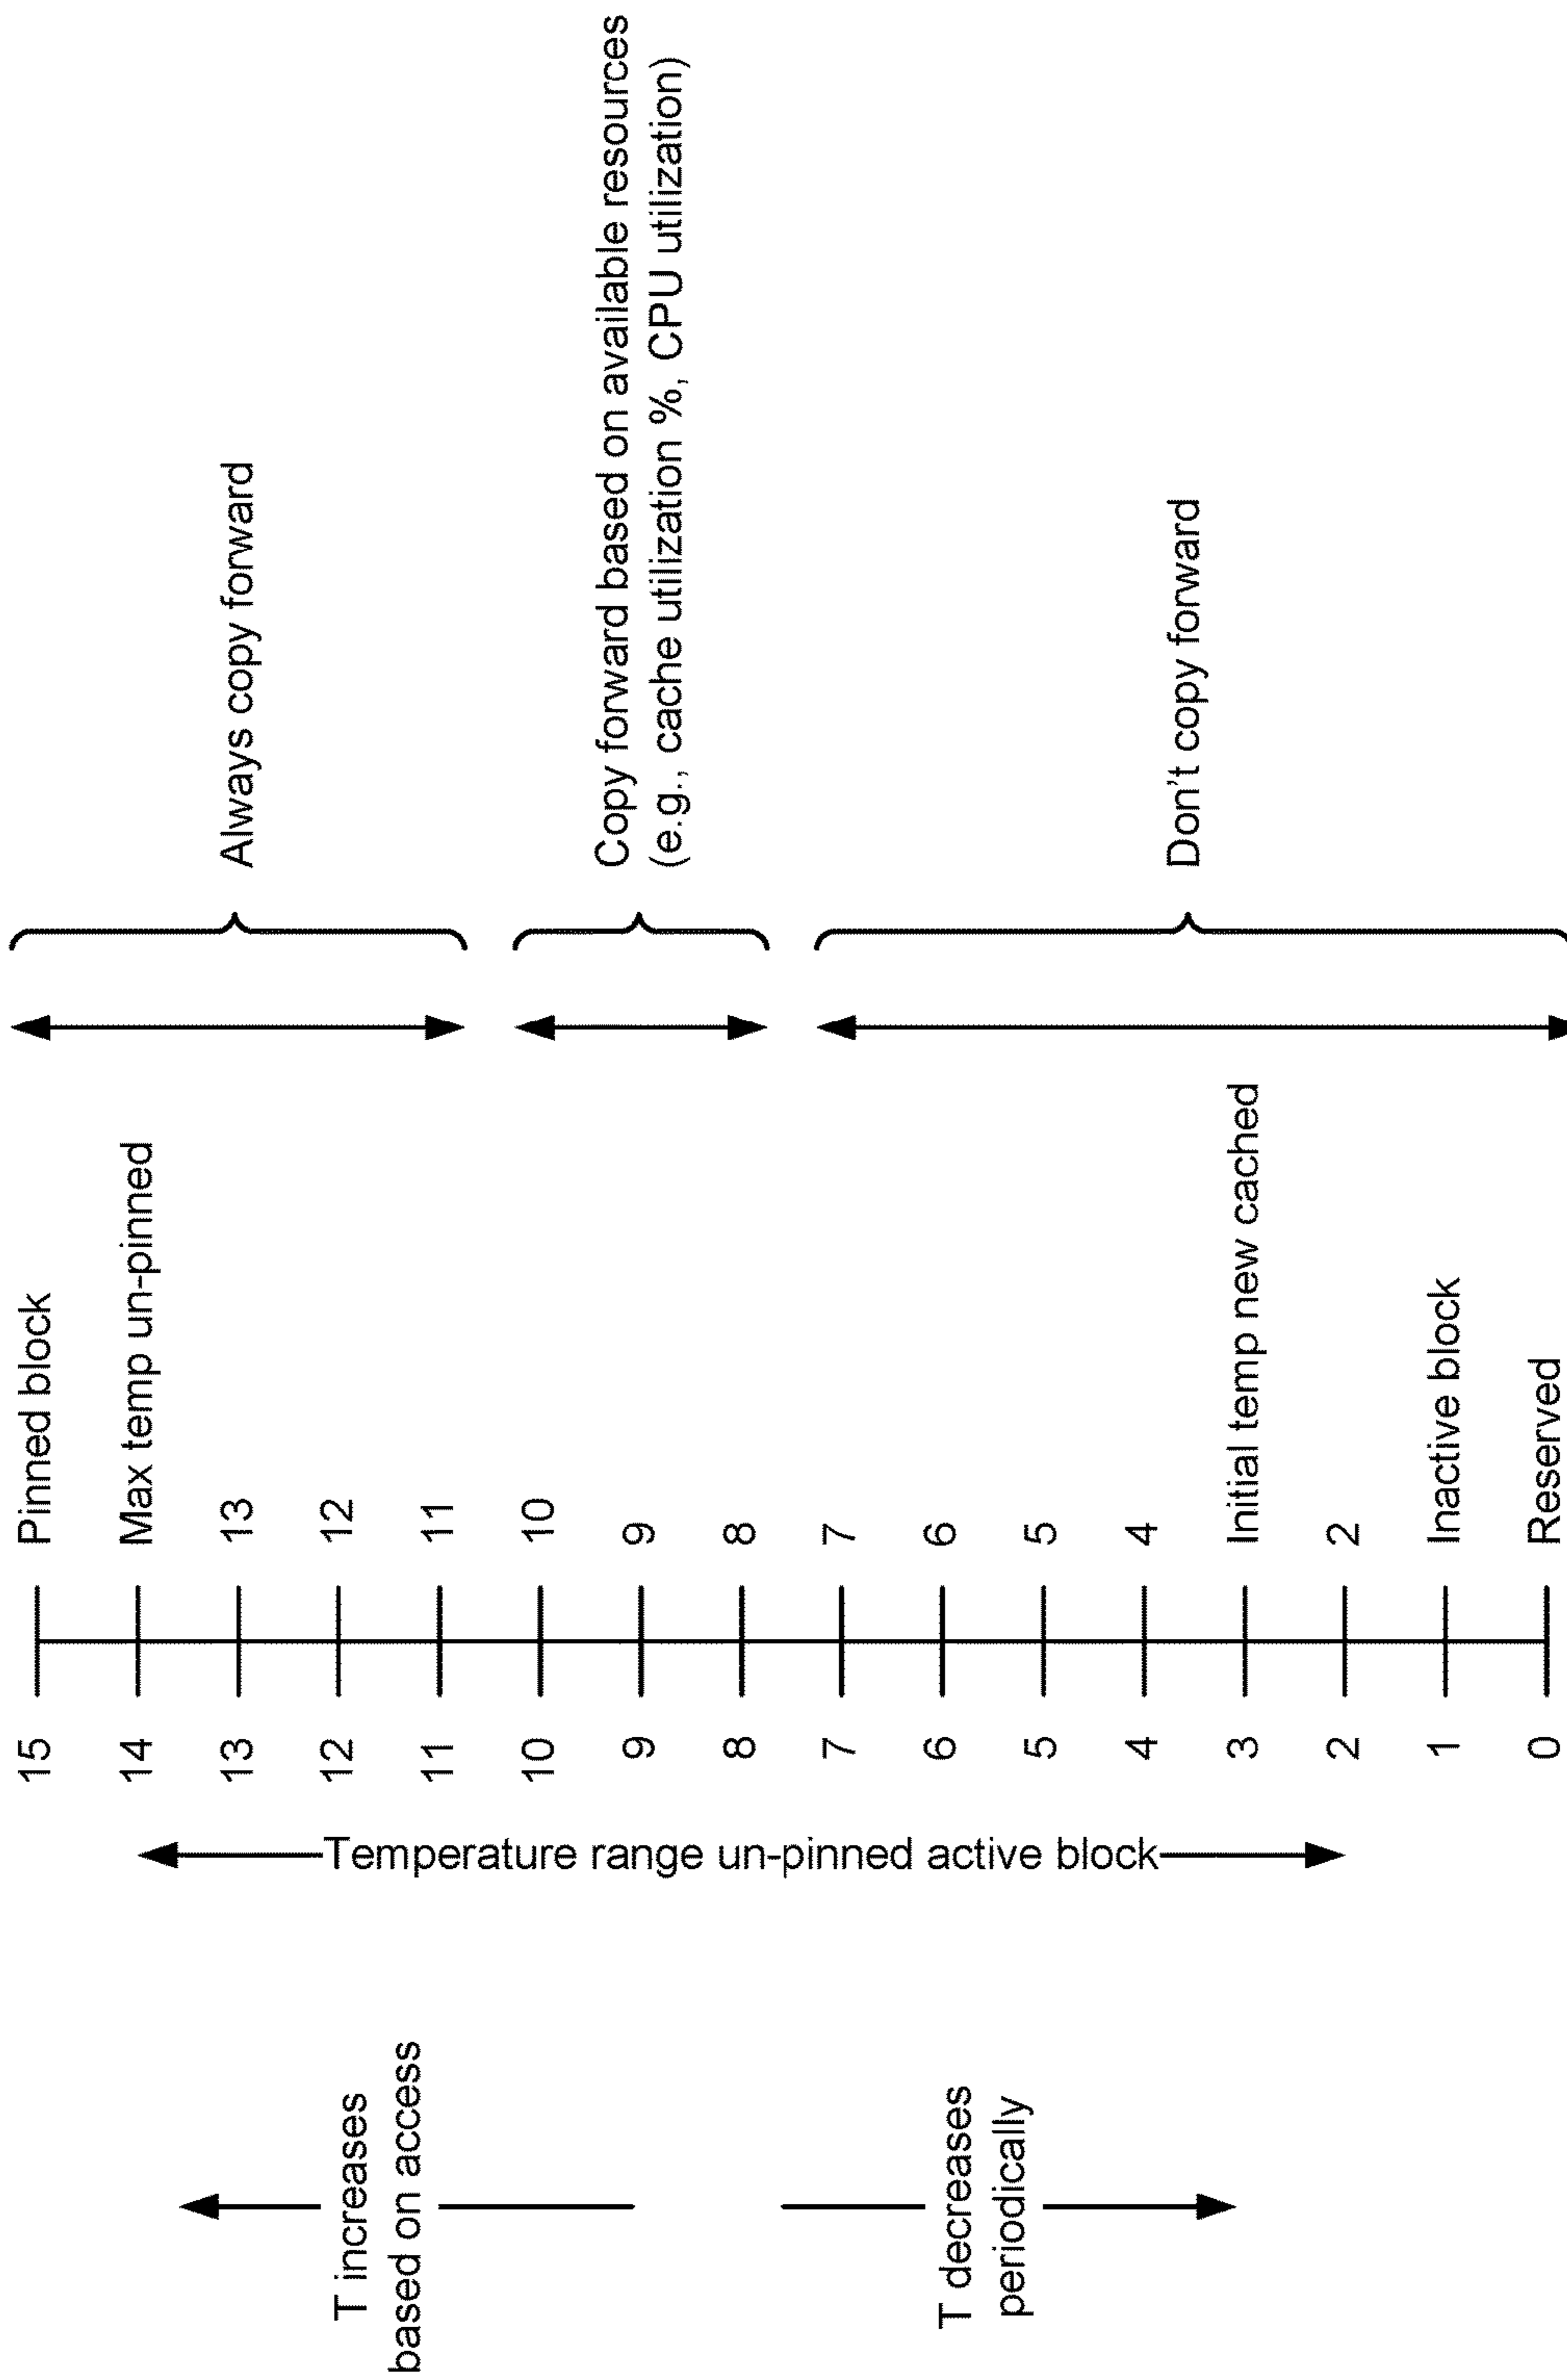 T increases
based on access
T decreases
periodically
Temperature range un-pinned active block
15 Pinned block
14 Max temp un-pinned
13 13
12 12
11 11
10 10
9 9
8 8
7 7
6 6
5 5
4 4
3 Initial temp new cached
2 2
1 Inactive block
0 Reserved
Always copy forward
Copy forward based on available resources
(e.g., cache utilization %, CPU utilization)
Don't copy forward